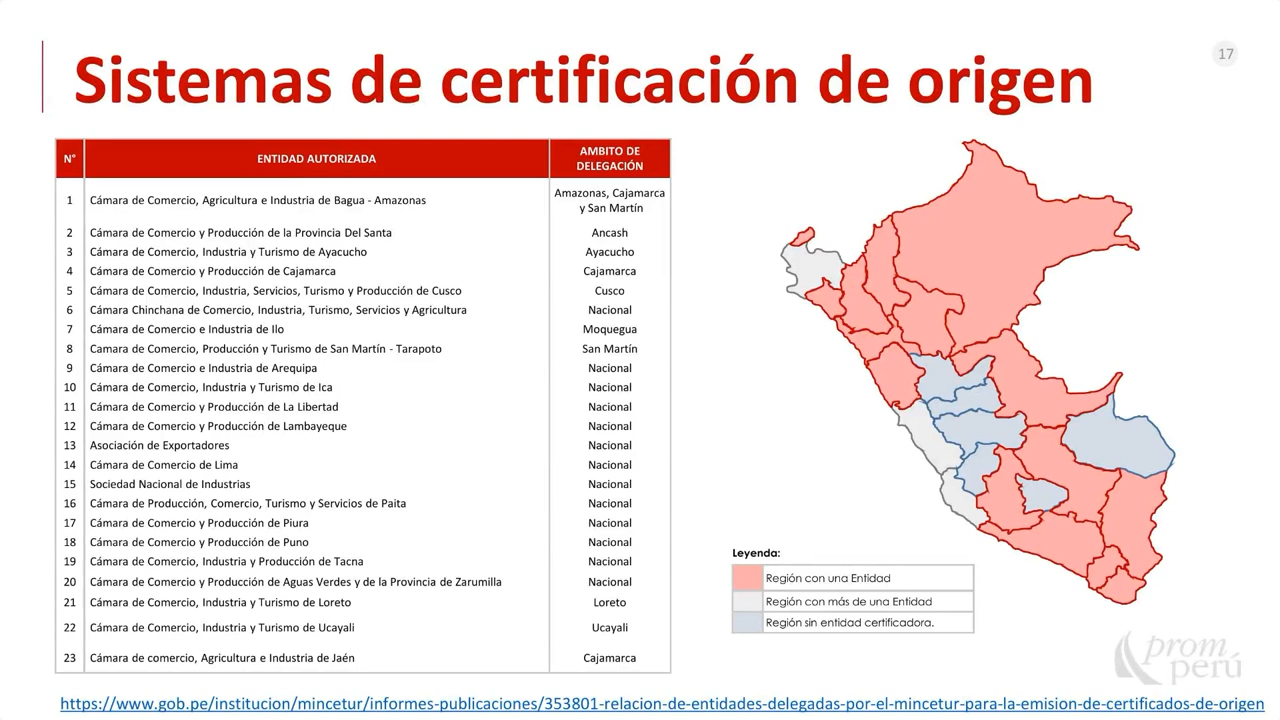 17
Sistemas de certificación de origen
N° ENTIDAD AUTORIZADA AMBITO DE DELEGACIÓN
1 Cámara de Comercio, Agricultura e Industria de Bagua - Amazonas Amazonas, Cajamarca y San Martín
2 Cámara de Comercio y Producción de la Provincia Del Santa Ancash
3 Cámara de Comercio, Industria y Turismo de Ayacucho Ayacucho
4 Cámara de Comercio y Producción de Cajamarca Cajamarca
5 Cámara de Comercio, Industria, Servicios, Turismo y Producción de Cusco Cusco
6 Cámara Chinchana de Comercio, Industria, Turismo, Servicios y Agricultura Nacional
7 Cámara de Comercio e Industria de Ilo Moquegua
8 Camara de Comercio, Producción y Turismo de San Martín - Tarapoto San Martín
9 Cámara de Comercio e Industria de Arequipa Nacional
10 Cámara de Comercio, Industria y Turismo de Ica Nacional
11 Cámara de Comercio y Producción de La Libertad Nacional
12 Cámara de Comercio y Producción de Lambayeque Nacional
13 Asociación de Exportadores Nacional
14 Cámara de Comercio de Lima Nacional
15 Sociedad Nacional de Industrias Nacional
16 Cámara de Producción, Comercio, Turismo y Servicios de Paita Nacional
17 Cámara de Comercio y Producción de Piura Nacional
18 Cámara de Comercio y Producción de Puno Nacional
19 Cámara de Comercio, Industria y Producción de Tacna Nacional
20 Cámara de Comercio y Producción de Aguas Verdes y de la Provincia de Zarumilla Nacional
21 Cámara de Comercio, Industria y Turismo de Loreto Loreto
22 Cámara de Comercio, Industria y Turismo de Ucayali Ucayali
23 Cámara de comercio, Agricultura e Industria de Jaén Cajamarca
Leyenda:
Región con una Entidad
Región con más de una Entidad
Región sin entidad certificadora.
prom
perú
https://www.gob.pe/institucion/mincetur/informes-publicaciones/353801-relacion-de-entidades-delegadas-por-el-mincetur-para-la-emision-de-certificados-de-origen